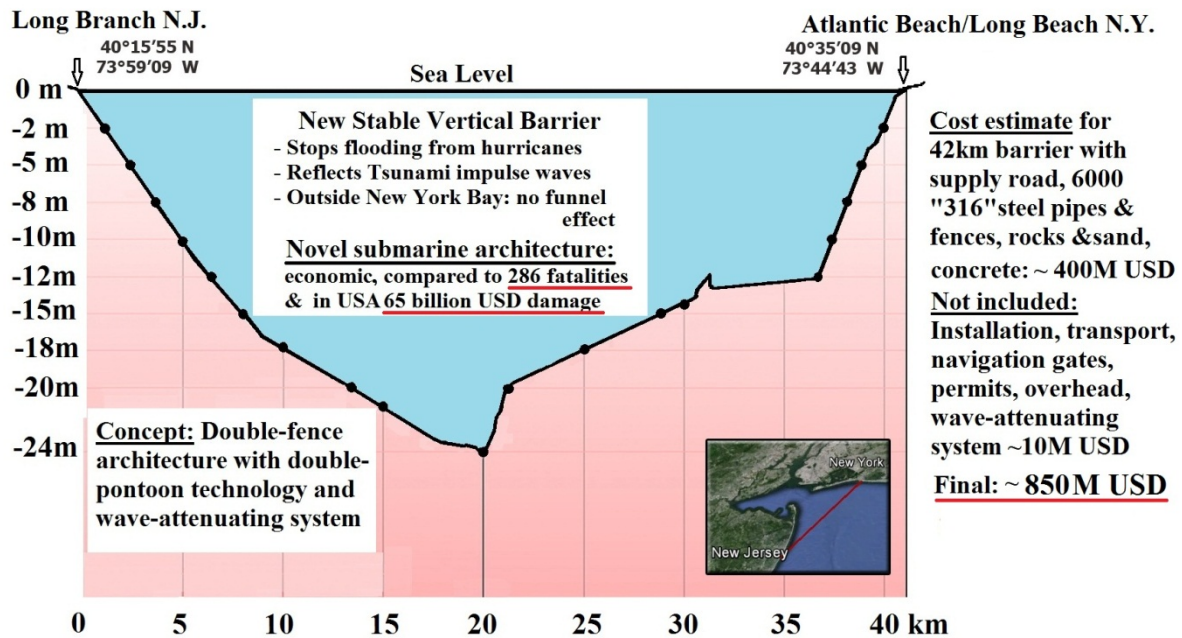 Long Branch N.J.
40°15'55 N
73°59'09 W
Sea Level
Atlantic Beach/Long Beach N.Y.
40°35'09 N
73°44'43 W
0 m
-2 m
-5 m
-8 m
-10m
-12m
-15m
-18m
-20m
-24m
New Stable Vertical Barrier
- Stops flooding from hurricanes
- Reflects Tsunami impulse waves
- Outside New York Bay: no funnel
effect
Novel submarine architecture:
economic, compared to 286 fatalities
& in USA 65 billion USD damage
Concept: Double-fence
architecture with double-
pontoon technology and
wave-attenuating system
New York
New Jersey
Cost estimate for
42km barrier with
supply road, 6000
"316"steel pipes &
fences, rocks &sand,
concrete: ~ 400M USD
Not included:
Installation, transport,
navigation gates,
permits, overhead,
wave-attenuating
system ~10M USD
Final: ~ 850M USD
0 5 10 15 20 25 30 35 40 km